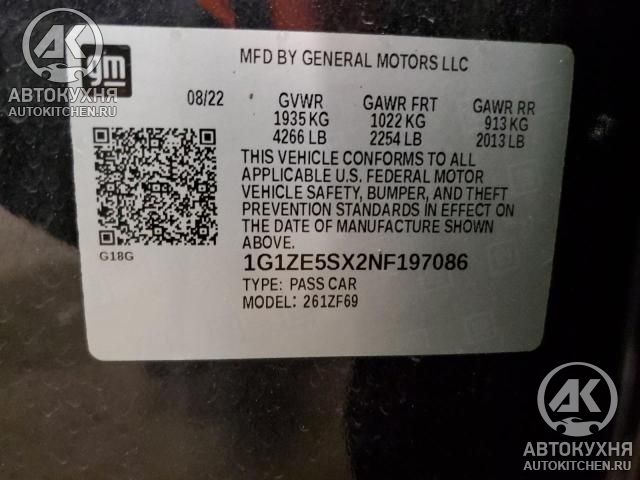 AK
АВТОКУХНЯ
AUTOKITCHEN.RU
gm
MFD BY GENERAL MOTORS LLC
08/22 GVWR GAWR FRT GAWR RR
1935 KG 1022 KG 913 KG
4266 LB 2254 LB 2013 LB
THIS VEHICLE CONFORMS TO ALL
APPLICABLE U.S. FEDERAL MOTOR
VEHICLE SAFETY, BUMPER, AND THEFT
PREVENTION STANDARDS IN EFFECT ON
THE DATE OF MANUFACTURE SHOWN
ABOVE.
G18G
1G1ZE5SX2NF197086
TYPE: PASS CAR
MODEL: 261ZF69
AK
АВТОКУХНЯ
AUTOKITCHEN.RU